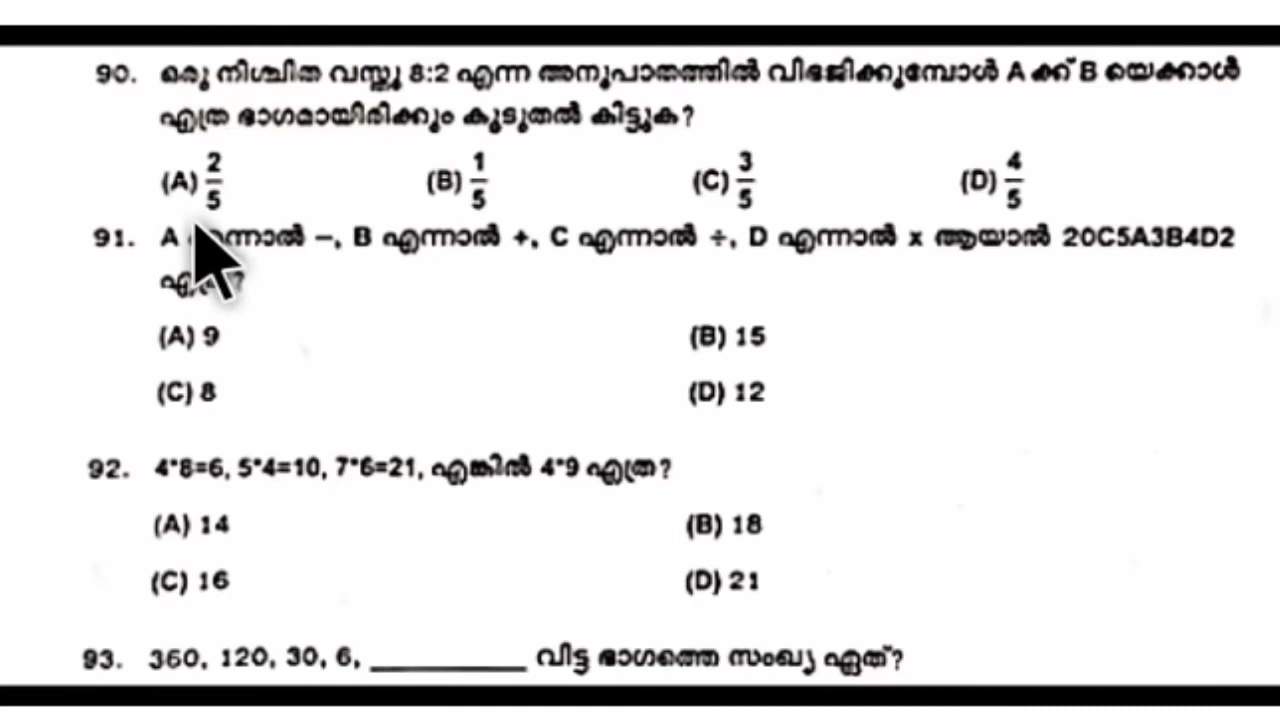 90. ഒരു നിശ്ചിത വസ്തു 8:2 എന്ന അനുപാതത്തിൽ വിഭജിക്കുമ്പോൾ A ക്ക് B യെക്കാൾ
എത്ര ഭാഗമായിരിക്കും കൂടുതൽ കിട്ടുക?
(A) 2/5 (B) 1/5 (C) 3/5 (D) 4/5
91. A എന്നാൽ –, B എന്നാൽ +, C എന്നാൽ ÷, D എന്നാൽ x ആയാൽ 20C5A3B4D2
(A) 9 (B) 15
(C) 8 (D) 12
92. 4*8=6, 5*4=10, 7*6=21, എങ്കിൽ 4*9 എത്ര?
(A) 14 (B) 18
(C) 16 (D) 21
93. 360, 120, 30, 6, __________ വിട്ട ഭാഗത്തെ സംഖ്യ ഏത്?